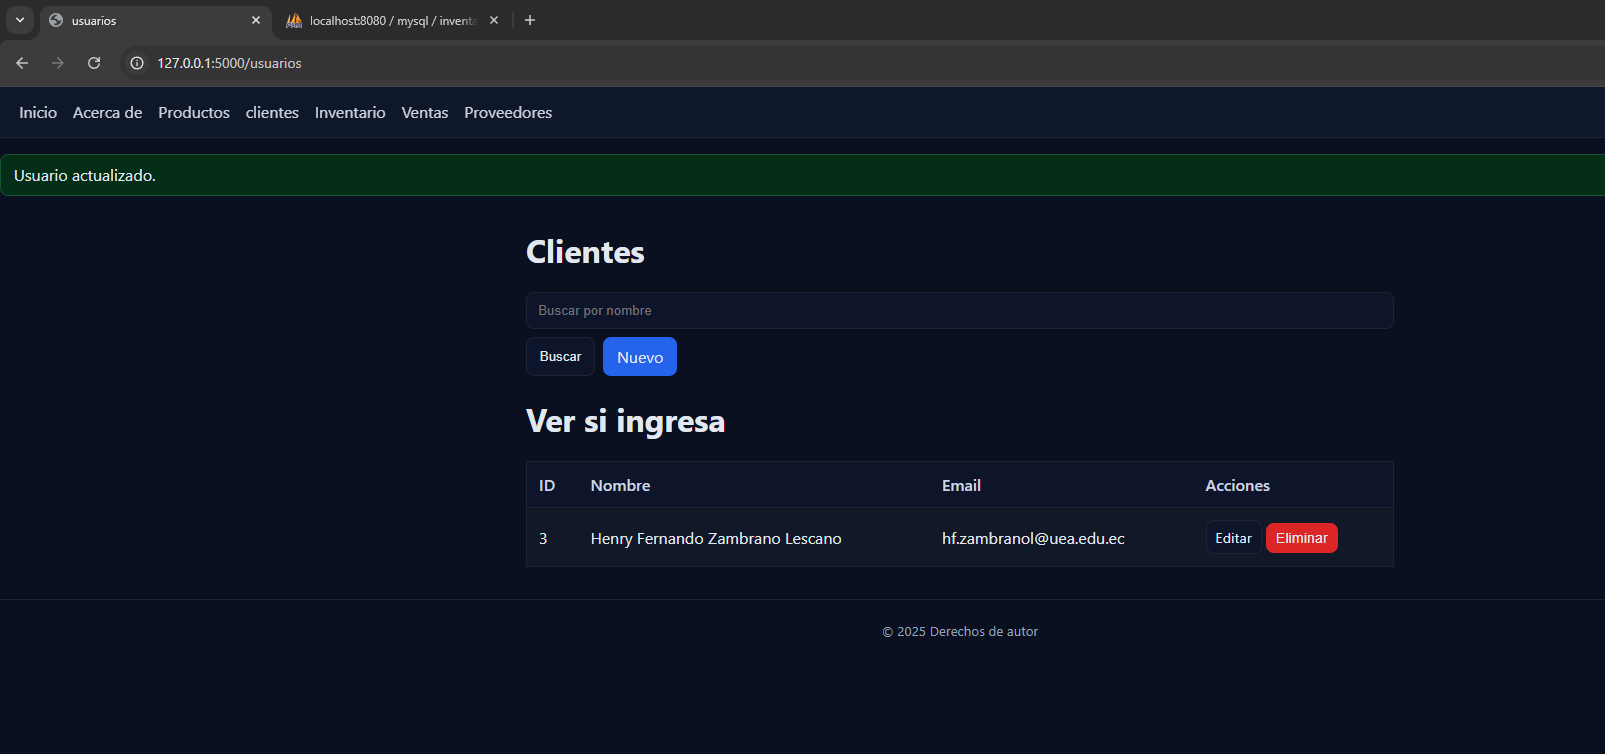 usuarios
localhost:8080 / mysql / inventa
127.0.0.1:5000/usuarios
Inicio Acerca de Productos clientes Inventario Ventas Proveedores
Usuario actualizado.
Clientes
Buscar por nombre
Buscar Nuevo
Ver si ingresa
ID Nombre Email Acciones
3 Henry Fernando Zambrano Lescano hf.zambranol@uea.edu.ec Editar Eliminar
© 2025 Derechos de autor